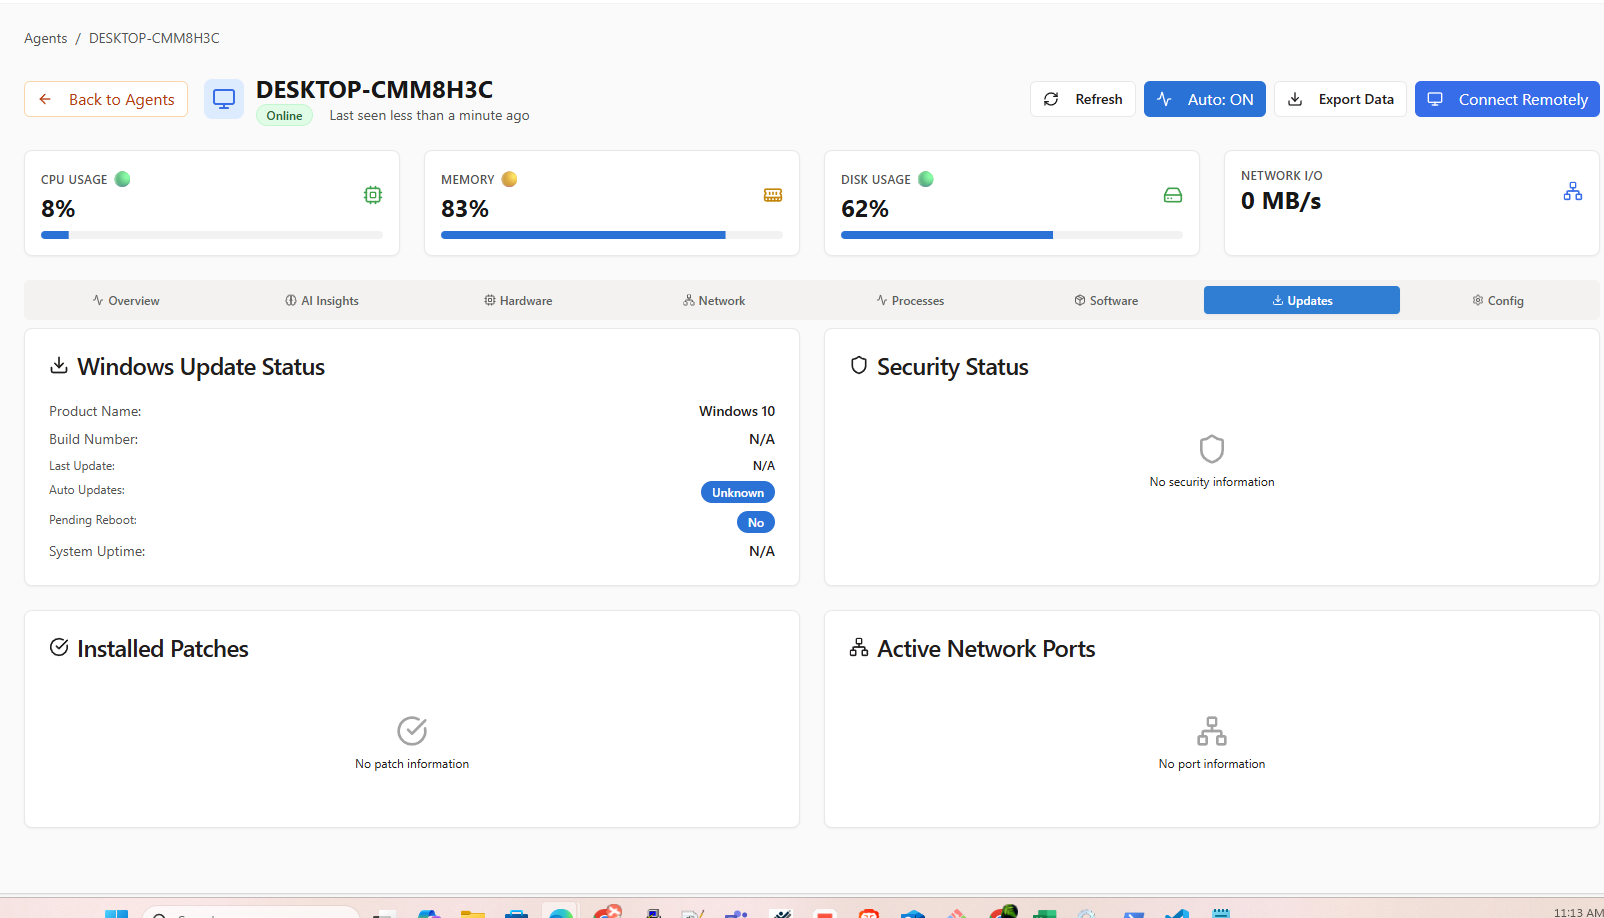 Agents / DESKTOP-CMM8H3C
Back to Agents
DESKTOP-CMM8H3C
Online Last seen less than a minute ago
Refresh
Auto: ON
Export Data
Connect Remotely
CPU USAGE
8%
MEMORY
83%
DISK USAGE
62%
NETWORK I/O
0 MB/s
Overview
AI Insights
Hardware
Network
Processes
Software
Updates
Config
Windows Update Status
Product Name: Windows 10
Build Number: N/A
Last Update: N/A
Auto Updates: Unknown
Pending Reboot: No
System Uptime: N/A
Security Status
No security information
Installed Patches
No patch information
Active Network Ports
No port information
11:13 AM